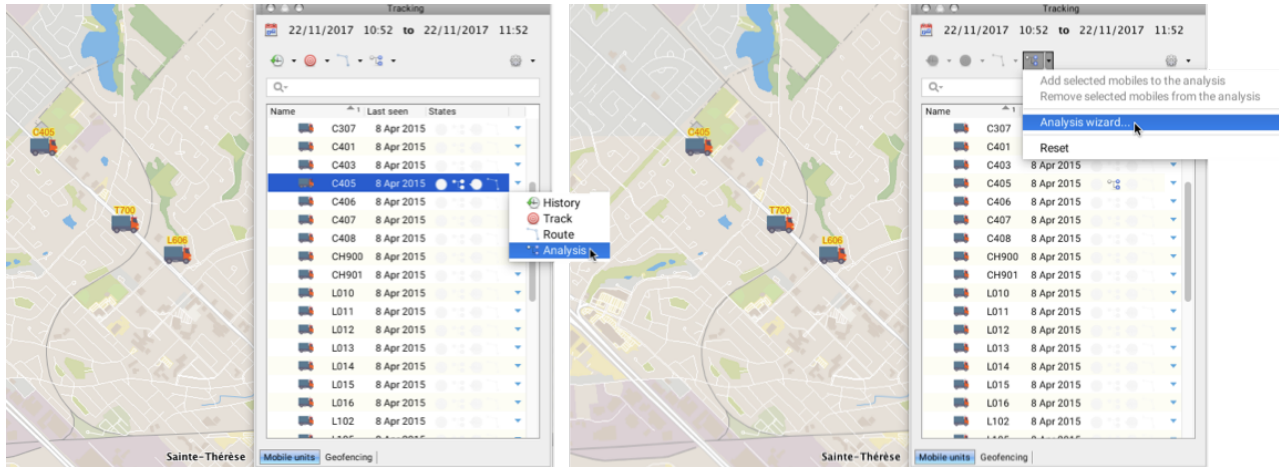 Tracking
22/11/2017 10:52 to 22/11/2017 11:52
Name 1 Last seen States
C307 8 Apr 2015
C401 8 Apr 2015
C403 8 Apr 2015
C405 8 Apr 2015
C406 8 Apr 2015
C407 8 Apr 2015
C408 8 Apr 2015
CH900 8 Apr 2015
CH901 8 Apr 2015
L010 8 Apr 2015
L011 8 Apr 2015
L012 8 Apr 2015
L013 8 Apr 2015
L014 8 Apr 2015
L015 8 Apr 2015
L016 8 Apr 2015
L102 8 Apr 2015
Mobile units Geofencing
History
Track
Route
Analysis
C405
T700
L606
Sainte-Thérèse
Tracking
22/11/2017 10:52 to 22/11/2017 11:52
Add selected mobiles to the analysis
Remove selected mobiles from the analysis
Analysis wizard...
Reset
Name 1
C307
C401
C403 8 Apr 2015
C405 8 Apr 2015
C406 8 Apr 2015
C407 8 Apr 2015
C408 8 Apr 2015
CH900 8 Apr 2015
CH901 8 Apr 2015
L010 8 Apr 2015
L011 8 Apr 2015
L012 8 Apr 2015
L013 8 Apr 2015
L014 8 Apr 2015
L015 8 Apr 2015
L016 8 Apr 2015
L102 8 Apr 2015
Mobile units Geofencing
C405
T700
L606
Sainte-Thérèse